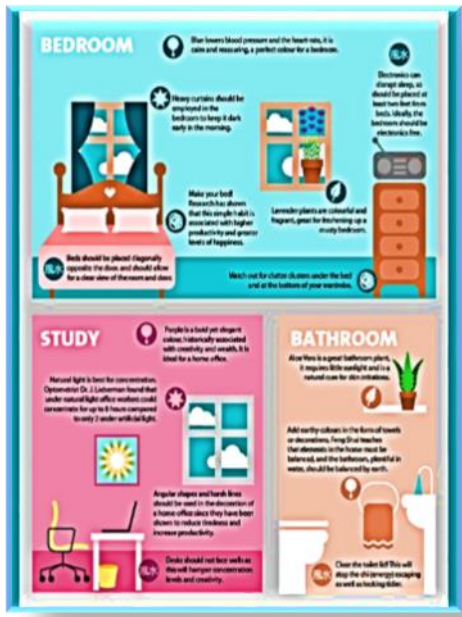 BEDROOM
Blue lowers blood pressure and the heart rate, it is
calm and reassuring, a perfect colour for a bedroom.
Electronics can
disrupt sleep, so
should be placed at
least two feet from
beds. Ideally, the
bedroom should be
electronics free.
Heavy curtains should be
employed in the
bedroom to keep it dark
early in the morning.
Make your bed!
Research has shown
that this simple habit is
associated with higher
productivity and greater
levels of happiness.
Lavender plants are colourful and
fragrant, great for freshening up a
musty bedroom.
風水
Beds should be placed diagonally
opposite the door and should allow
for a clear view of the room and door.
Watch out for clutter clusters under the bed
and at the bottom of your wardrobe.
STUDY
Purple is a bold yet elegant
colour, historically associated
with creativity and wealth. It is
ideal for a home office.
Natural light is best for concentration.
Optometrist Dr. J. Lieberman found that
under natural light office workers could
concentrate for up to 6 hours compared
to only 2 under artificial light.
Angular shapes and harsh lines
should be used in the decoration of
a home office since they have been
shown to reduce tiredness and
increase productivity.
風水
Desks should not face walls as
this will hamper concentration
levels and creativity.
BATHROOM
Aloe Vera is a great bathroom plant,
it requires little sunlight and is a
natural cure for skin irritations.
Add earthy colours in the form of towels
or decorations. Feng Shui teaches
that elements in the home must be
balanced, and the bathroom, plentiful in
water, should be balanced by earth.
風水
Close the toilet lid! This will
stop the chi (energy) escaping
as well as looking tidier.